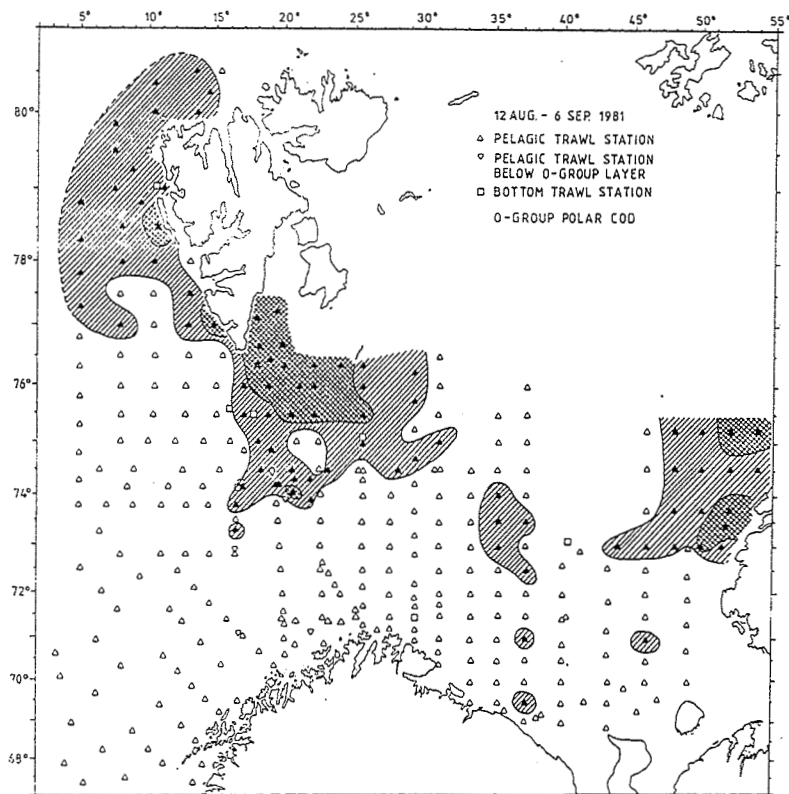 5° 10° 15° 20° 25° 30° 35° 40° 45° 50° 55°
80°
12 AUG. - 6 SEP. 1981
△ PELAGIC TRAWL STATION
▽ PELAGIC TRAWL STATION
BELOW O-GROUP LAYER
□ BOTTOM TRAWL STATION
O-GROUP POLAR COD
78°
76°
74°
72°
70°
68°